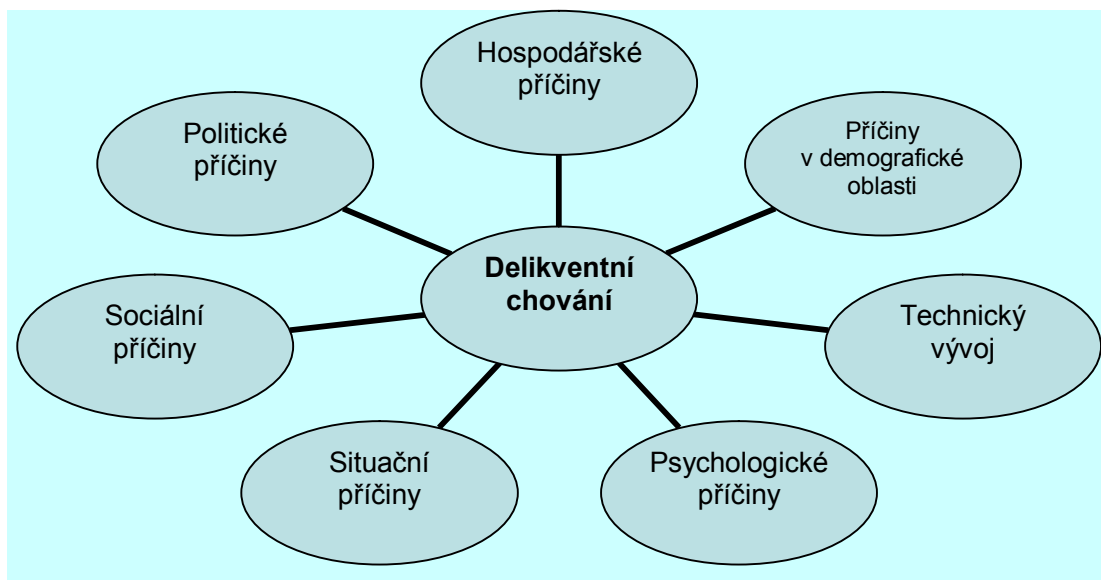 Hospodářské
příčiny
Politické
příčiny
Příčiny
v demografické
oblasti
Delikventní
chování
Sociální
příčiny
Technický
vývoj
Situační
příčiny
Psychologické
příčiny